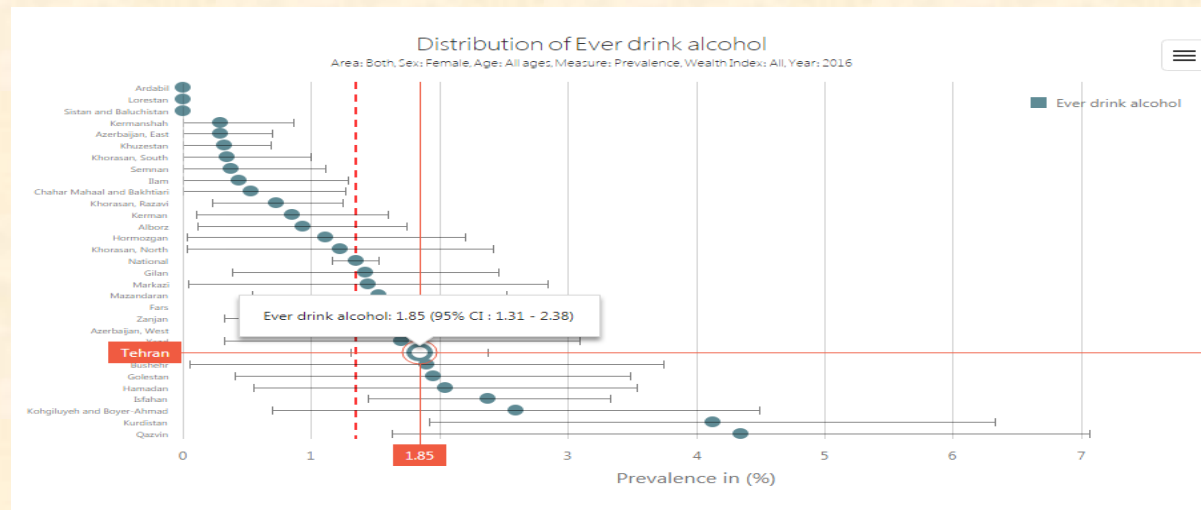 Distribution of Ever drink alcohol
Area: Both, Sex: Female, Age: All ages, Measure: Prevalence, Wealth Index: All, Year: 2016
Ever drink alcohol
Ardabil
Lorestan
Sistan and Baluchistan
Kermanshah
Azerbaijan, East
Khuzestan
Khorasan, South
Semnan
Ilam
Chahar Mahaal and Bakhtiari
Khorasan, Razavi
Kerman
Alborz
Hormozgan
Khorasan, North
National
Gilan
Markazi
Mazandaran
Fars
Ever drink alcohol: 1.85 (95% CI : 1.31 - 2.38)
Zanjan
Azerbaijan, West
Yazd
Tehran
Bushehr
Golestan
Hamadan
Isfahan
Kohgiluyeh and Boyer-Ahmad
Kurdistan
Qazvin
0 1 1.85 3 4 5 6 7
Prevalence in (%)